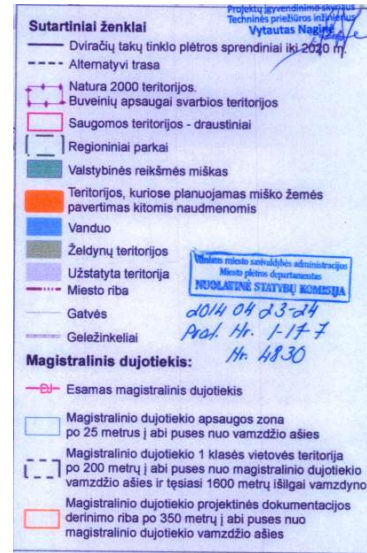 Projektų įgyvendinimo skyriaus
Techninės priežiūros inžinierius
Vytautas Naginė
Sutartiniai ženklai
Dviračių takų tinklo plėtros sprendiniai iki 2020 m.
Alternatyvi trasa
Natura 2000 teritorijos.
Buveinių apsaugai svarbios teritorijos
Saugomos teritorijos - draustiniai
Regioniniai parkai
Valstybinės reikšmės miškas
Teritorijos, kuriose planuojamas miško žemės
pavertimas kitomis naudmenomis
Vanduo
Želdynų teritorijos
Užstatyta teritorija
Miesto riba
Gatvės
Geležinkeliai
Vilniaus miesto savivaldybės administracijos
Miesto plėtros departamentas
NUOLATINĖ STATYBŲ KOMISIJA
2014 04 23-24
Prot. Nr. 1-17-7
Nr. 4830
Magistralinis dujotiekis:
Esamas magistralinis dujotiekis
Magistralinio dujotiekio apsaugos zona
po 25 metrus į abi puses nuo vamzdžio ašies
Magistralinio dujotiekio 1 klasės vietovės teritorija
po 200 metrų į abi puses nuo magistralinio dujotiekio
vamzdžio ašies ir tęsiasi 1600 metrų išilgai vamzdyno
Magistralinio dujotiekio projektinės dokumentacijos
derinimo riba po 350 metrų į abi puses nuo
magistralinio dujotiekio vamzdžio ašies